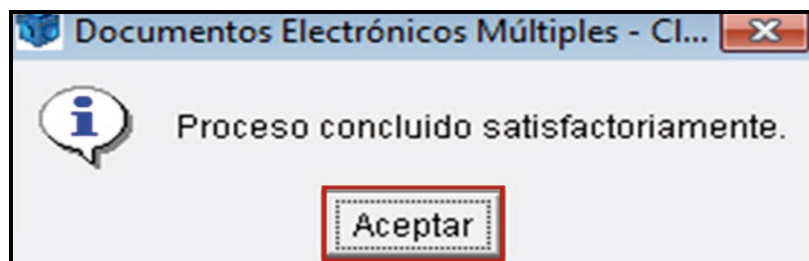 Documentos Electrónicos Múltiples - Cl...
Proceso concluido satisfactoriamente.
Aceptar